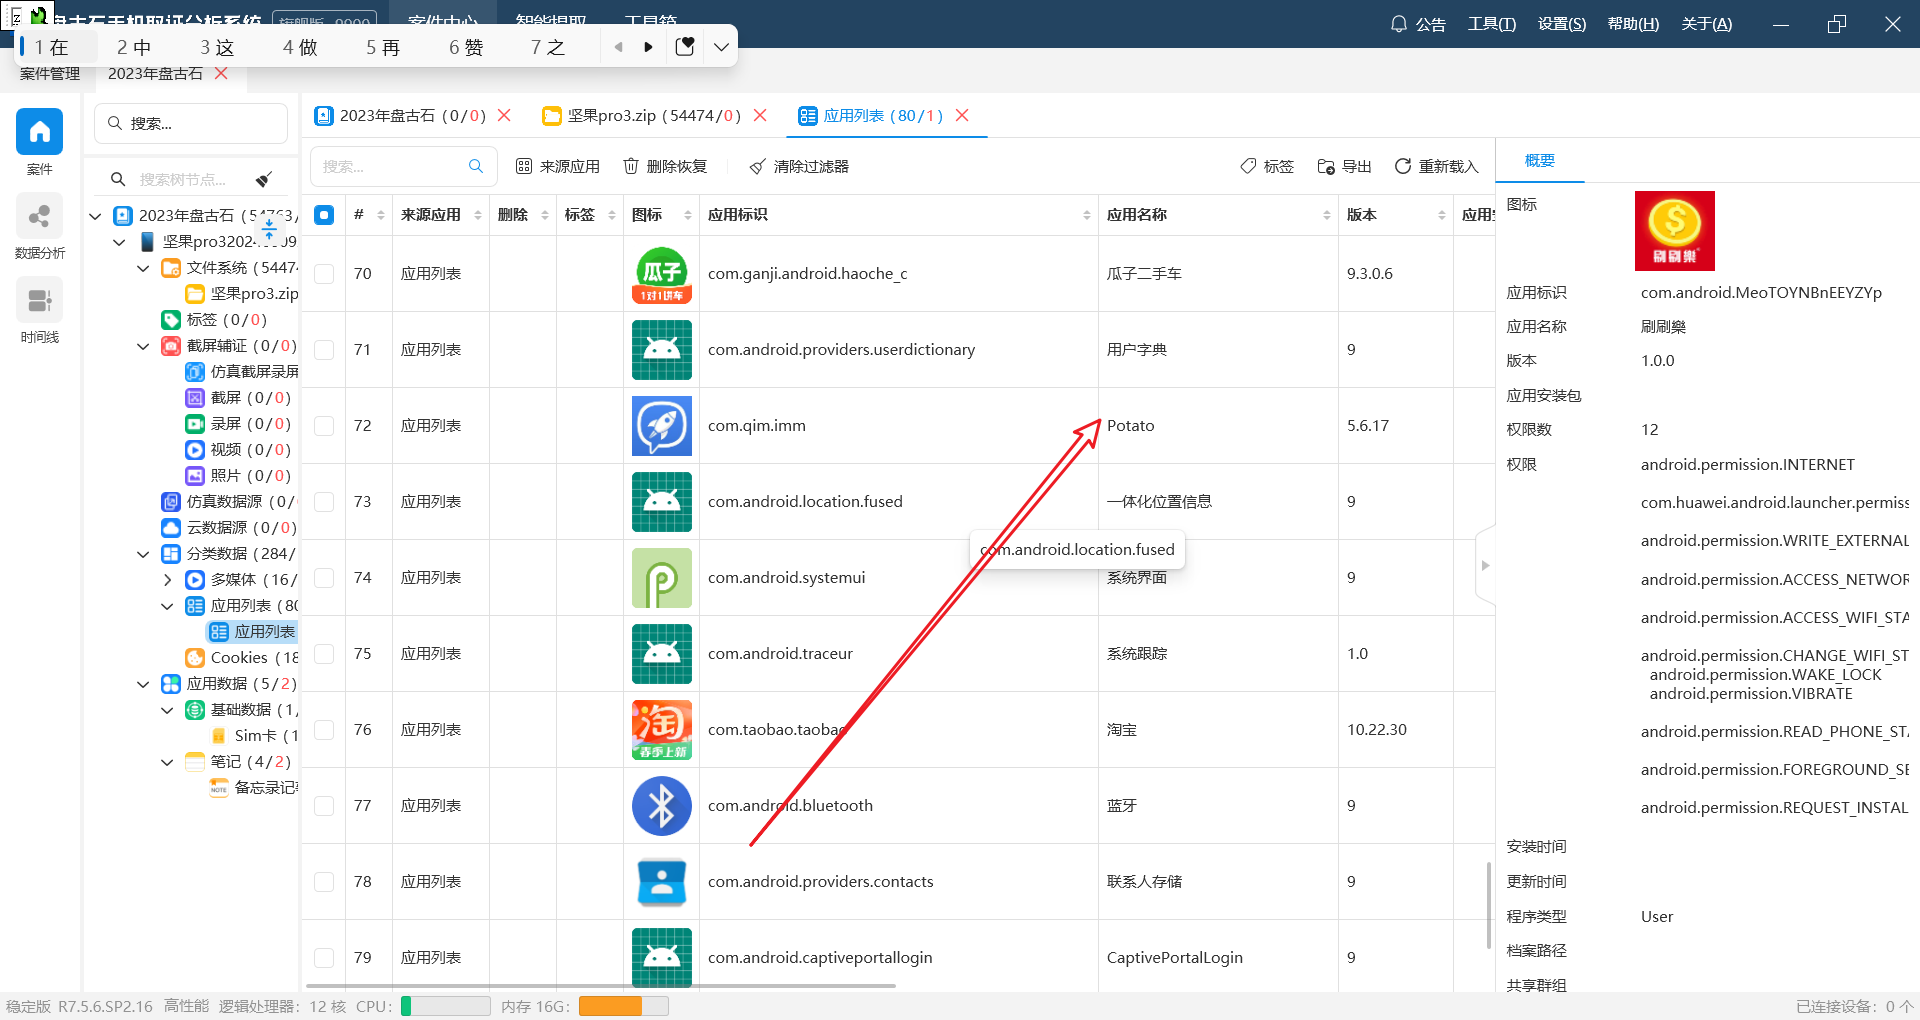 盘古石手机取证分析系统 旗舰版 9000 案件中心 智能提取 工具箱 公告 工具(T) 设置(S) 帮助(H) 关于(A)
1 在 2 中 3 这 4 做 5 再 6 赞 7 之
案件管理 2023年盘古石
案件
数据分析
时间线
搜索...
搜索树节点...
2023年盘古石 (54763/
坚果pro3202
文件系统 (5447
坚果pro3.zip
标签 (0/0)
截屏辅证 (0/0)
仿真截屏录屏
截屏 (0/0)
录屏 (0/0)
视频 (0/0)
照片 (0/0)
仿真数据源 (0/
云数据源 (0/0)
分类数据 (284/
多媒体 (16/
应用列表 (80
应用列表
Cookies (18
应用数据 (5/2)
基础数据 (1/
Sim卡 (1
笔记 (4/2)
NOTE 备忘录记
2023年盘古石 (0/0) 坚果pro3.zip (54474/0) 应用列表 (80/1)
搜索... 来源应用 删除恢复 清除过滤器 标签 导出 重新载入
# 来源应用 删除 标签 图标 应用标识 应用名称 版本
70 应用列表 瓜子 1对1讲车 com.ganji.android.haoche_c 瓜子二手车 9.3.0.6
71 应用列表 com.android.providers.userdictionary 用户字典 9
72 应用列表 com.qim.imm Potato 5.6.17
73 应用列表 com.android.location.fused 一体化位置信息 9
com.android.location.fused
74 应用列表 com.android.systemui 系统界面 9
75 应用列表 com.android.traceur 系统跟踪 1.0
76 应用列表 淘 春季上新 com.taobao.taobao 淘宝 10.22.30
77 应用列表 com.android.bluetooth 蓝牙 9
78 应用列表 com.android.providers.contacts 联系人存储 9
79 应用列表 com.android.captiveportallogin CaptivePortalLogin 9
概要
图标 刷刷樂
应用标识 com.android.MeoTOYNBnEEYZYp
应用名称 刷刷樂
版本 1.0.0
应用安装包
权限数 12
权限 android.permission.INTERNET
com.huawei.android.launcher.permiss
android.permission.WRITE_EXTERNAL
android.permission.ACCESS_NETWOR
android.permission.ACCESS_WIFI_STA
android.permission.CHANGE_WIFI_ST
android.permission.WAKE_LOCK
android.permission.VIBRATE
android.permission.READ_PHONE_STA
android.permission.FOREGROUND_SE
android.permission.REQUEST_INSTAL
安装时间
更新时间
程序类型 User
档案路径
共享群组
稳定版 R7.5.6.SP2.16 高性能 逻辑处理器: 12 核 CPU: 内存 16G: 已连接设备: 0 个